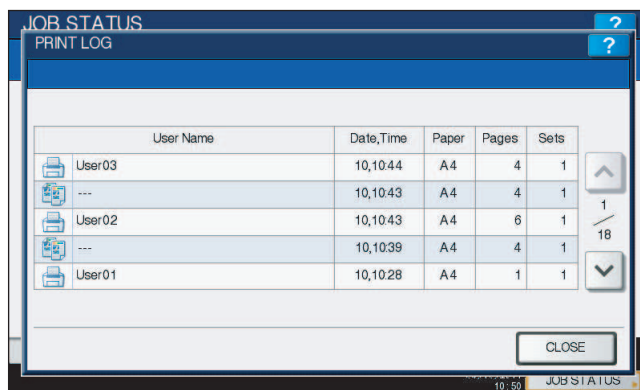 JOB STATUS ?
PRINT LOG ?
User Name Date,Time Paper Pages Sets
User03 10,10:44 A4 4 1
--- 10,10:43 A4 4 1
User02 10,10:43 A4 6 1
--- 10,10:39 A4 4 1
User01 10,10:28 A4 1 1
1
18
CLOSE
10:50 JOB STATUS